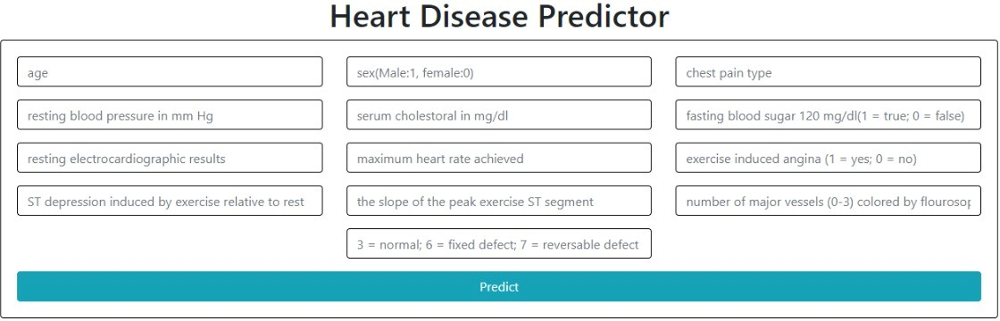 Heart Disease Predictor
age
sex(Male:1, female:0)
chest pain type
resting blood pressure in mm Hg
serum cholestoral in mg/dl
fasting blood sugar 120 mg/dl(1 = true; 0 = false)
resting electrocardiographic results
maximum heart rate achieved
exercise induced angina (1 = yes; 0 = no)
ST depression induced by exercise relative to rest
the slope of the peak exercise ST segment
number of major vessels (0-3) colored by
3 = normal; 6 = fixed defect; 7 = reversable defect
Predict